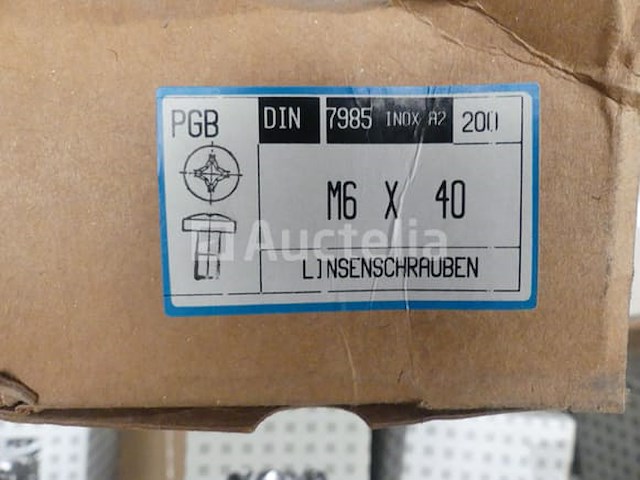 PGB DIN 7985 INOX A2 200
M6 X 40
Auctelia
LINSENSCHRAUBEN